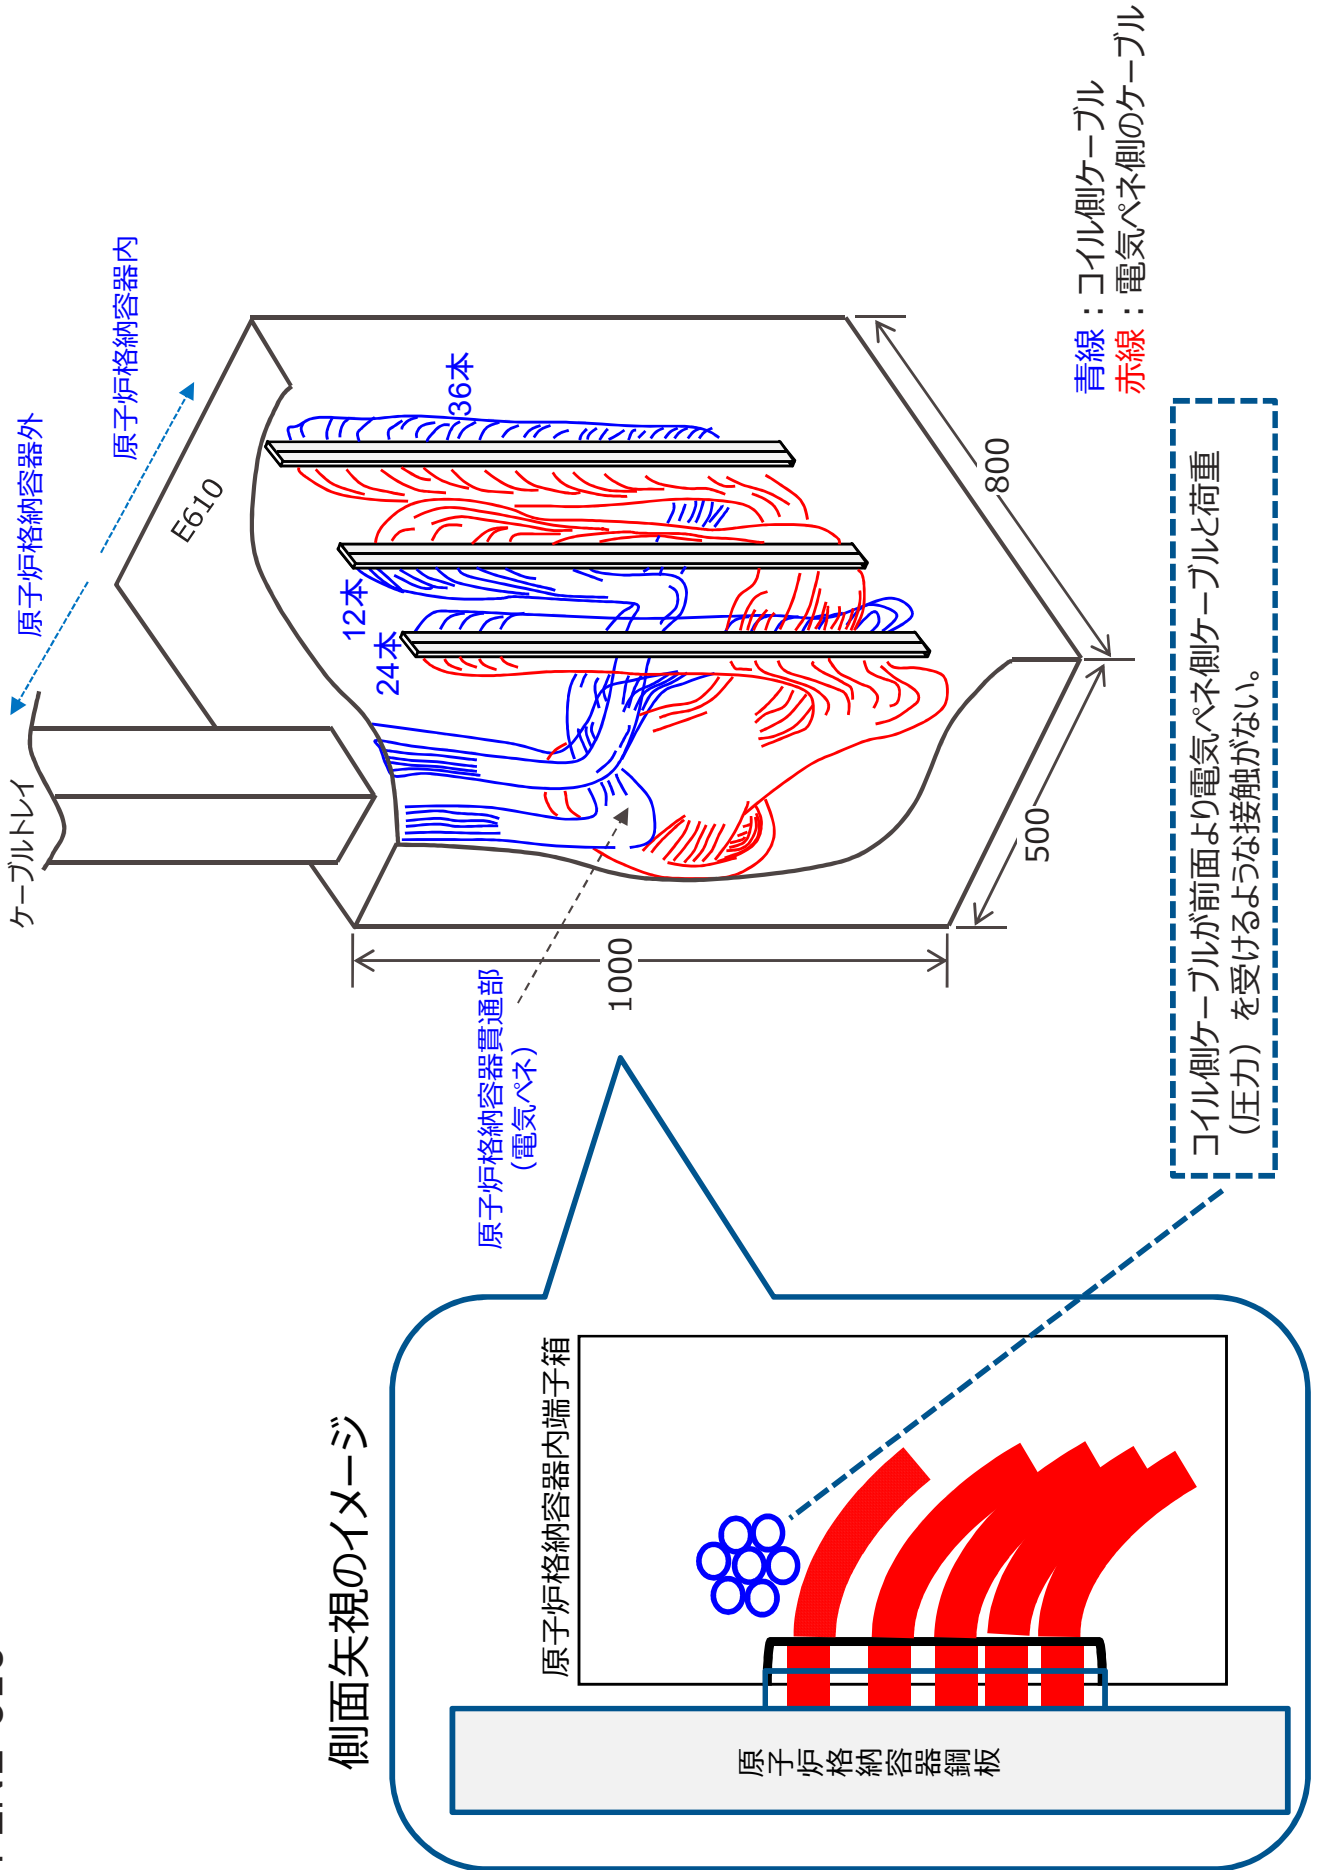 側面矢視のイメージ
原子炉格納容器内端子箱
原子炉格納容器鋼板
原子炉格納容器貫通部
(電気ペネ)
ケーブルトレイ
原子炉格納容器外
原子炉格納容器内
E610
24本
12本
36本
1000
500
800
コイル側ケーブルが前面より電気ペネ側ケーブルと荷重
(圧力) を受けるような接触がない。
青線:コイル側ケーブル
赤線:電気ペネ側のケーブル